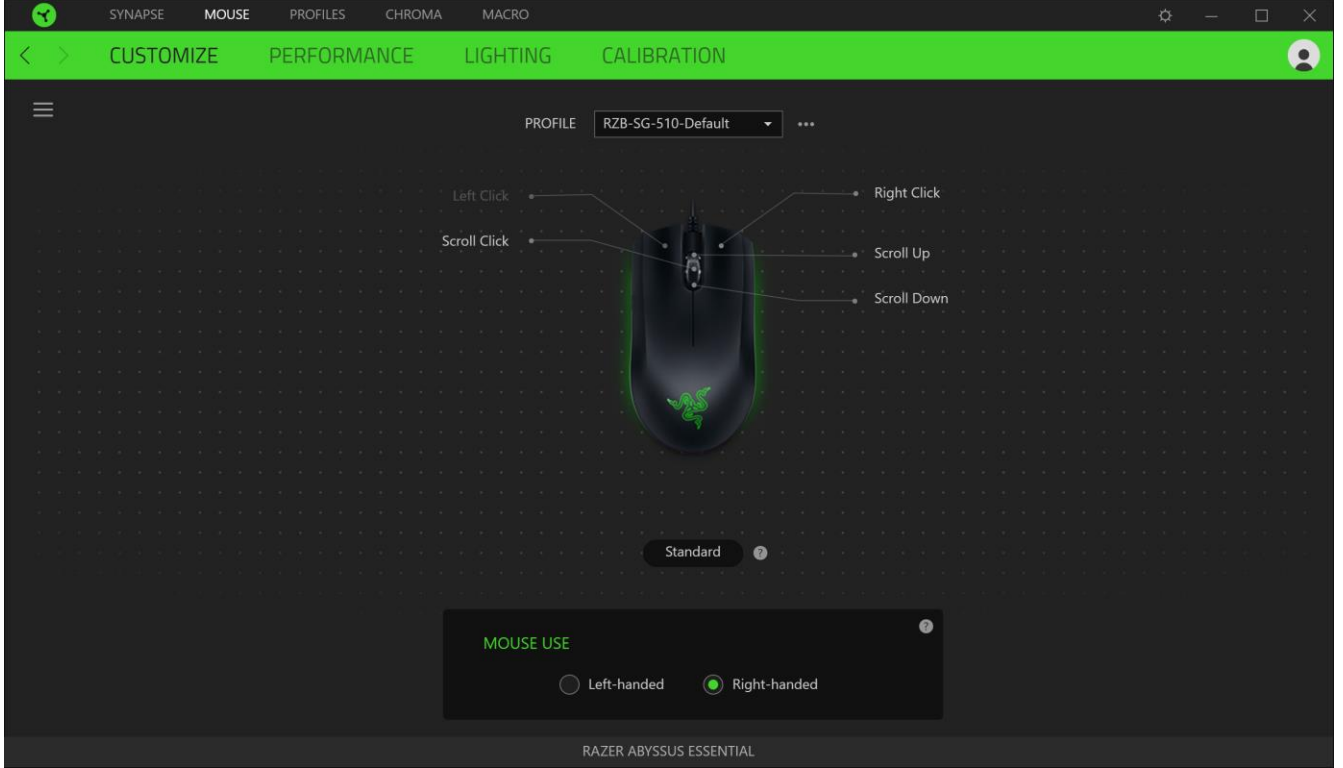 SYNAPSE MOUSE PROFILES CHROMA MACRO
CUSTOMIZE PERFORMANCE LIGHTING CALIBRATION
PROFILE RZB-SG-510-Default
Left Click Right Click
Scroll Click Scroll Up
Scroll Down
Standard ?
?
MOUSE USE
Left-handed Right-handed
RAZER ABYSSUS ESSENTIAL